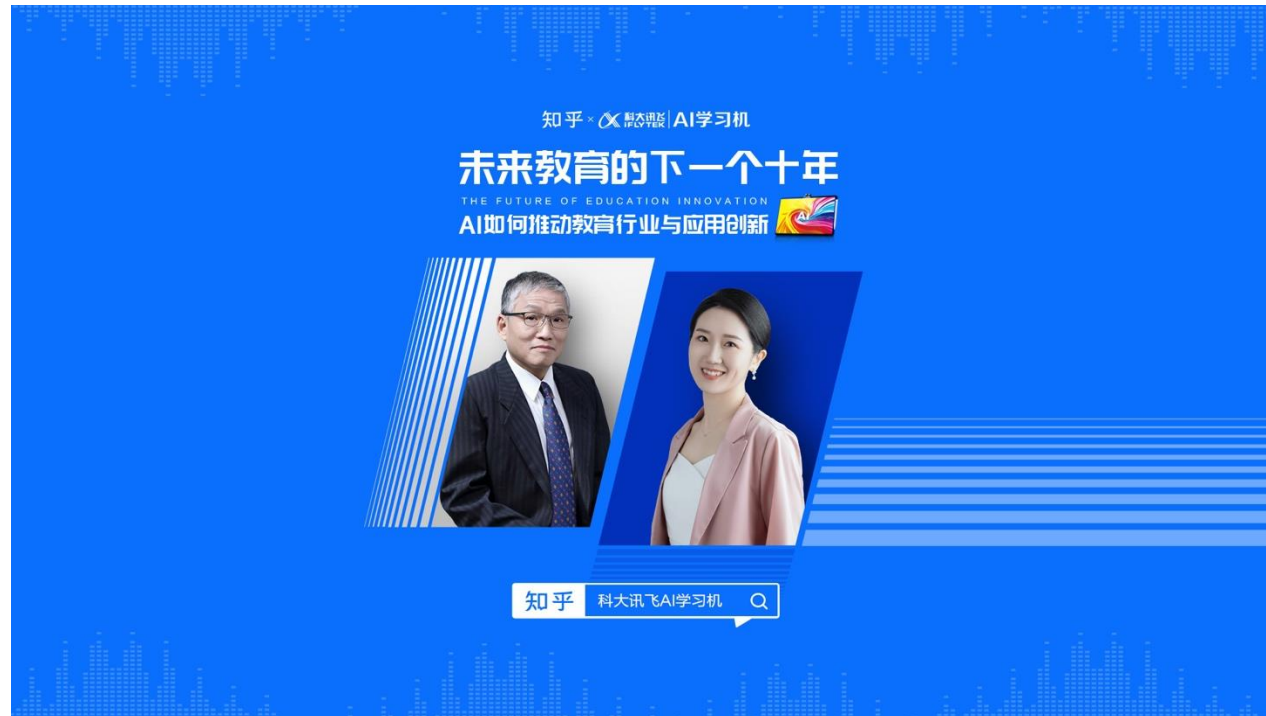 知乎×科大讯飞 iFLYTEK|AI学习机
未来教育的下一个十年
THE FUTURE OF EDUCATION INNOVATION
AI如何推动教育行业与应用创新
AI
知乎 科大讯飞AI学习机